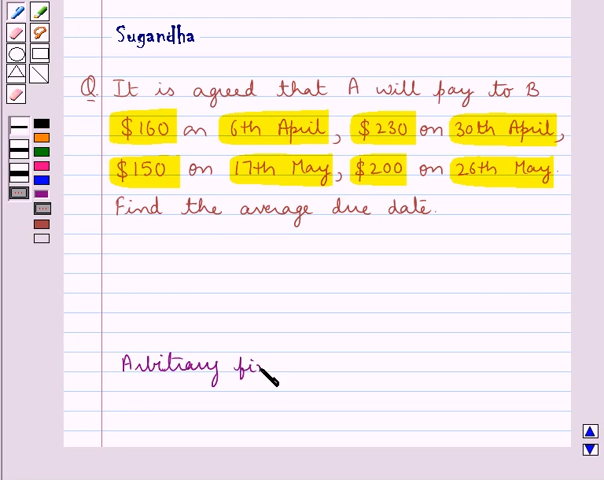 Sugandha
Q. It is agreed that A will pay to B
$160 on 6th April, $230 on 30th April,
$150 on 17th May, $200 on 26th May.
Find the average due date.
Arbitrary fi